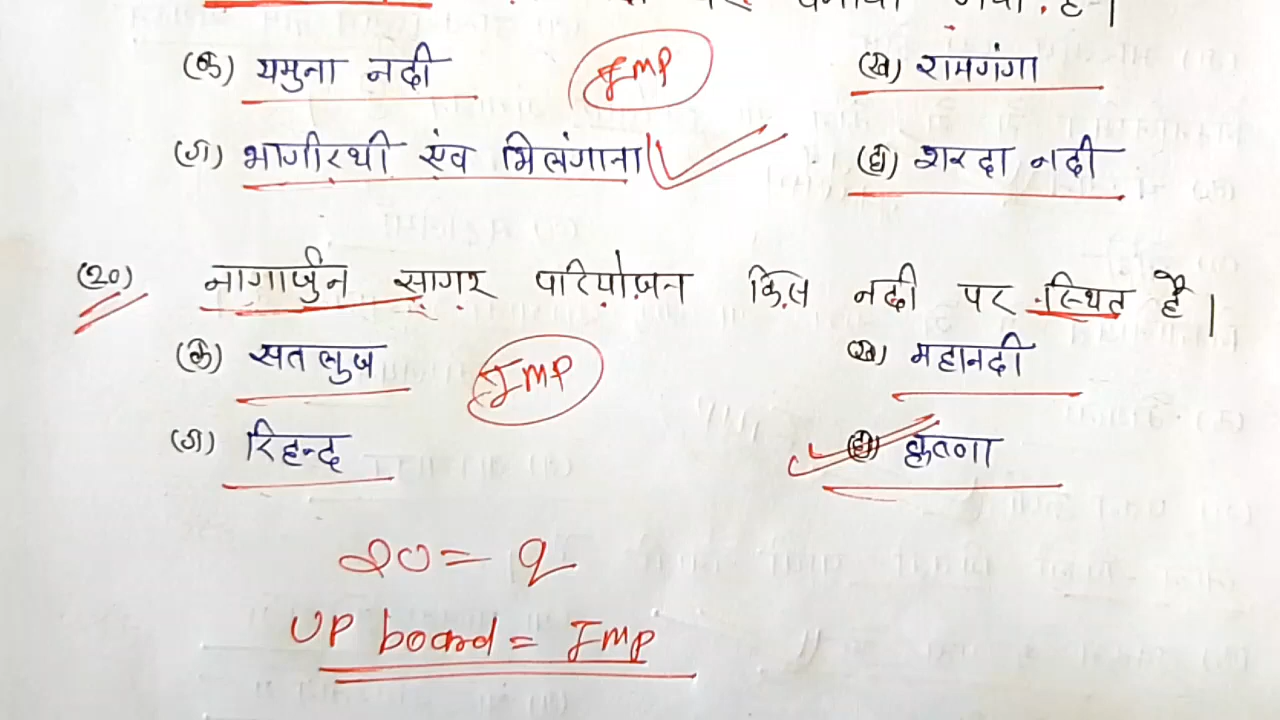 है।
(क) यमुना नदी Imp (ख) रामगंगा
(ग) भागीरथी एंव भिलंगाना (घ) शरदा नदी
(20) नागार्जुन सागर परियोजन किस नदी पर स्थित है।
(क) सतलुज Imp (ख) महानदी
(ग) रिहन्द (घ) कृतणा
20 = q
UP board = Imp